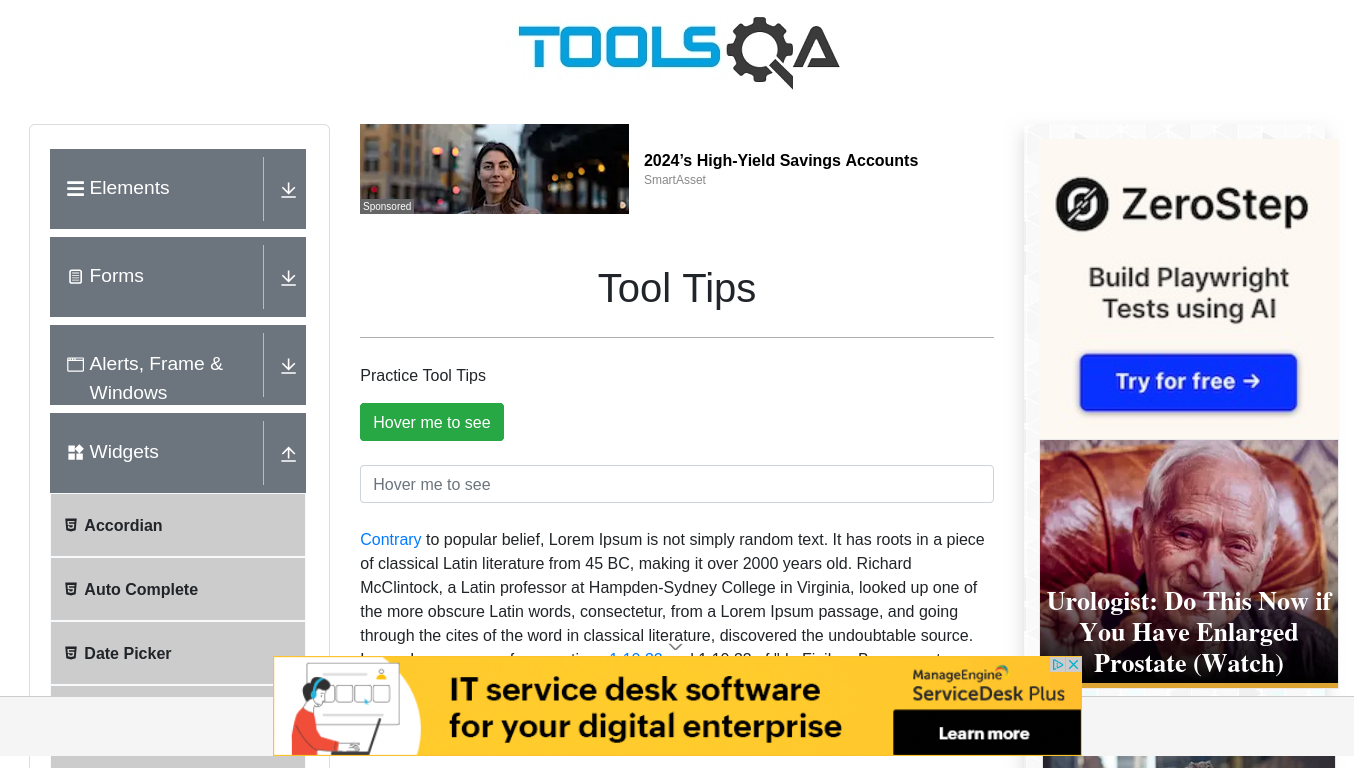 TOOLSQA
Elements
Forms
Alerts, Frame &
Windows
Widgets
Accordian
Auto Complete
Date Picker
Sponsored
2024’s High-Yield Savings Accounts
SmartAsset
Tool Tips
Practice Tool Tips
Hover me to see
Hover me to see
Contrary to popular belief, Lorem Ipsum is not simply random text. It has roots in a piece
of classical Latin literature from 45 BC, making it over 2000 years old. Richard
McClintock, a Latin professor at Hampden-Sydney College in Virginia, looked up one of
the more obscure Latin words, consectetur, from a Lorem Ipsum passage, and going
through the cites of the word in classical literature, discovered the undoubtable source.
ZeroStep
Build Playwright
Tests using AI
Try for free →
Urologist: Do This Now if
You Have Enlarged
Prostate (Watch)
IT service desk software
for your digital enterprise
ManageEngine
ServiceDesk Plus
Learn more